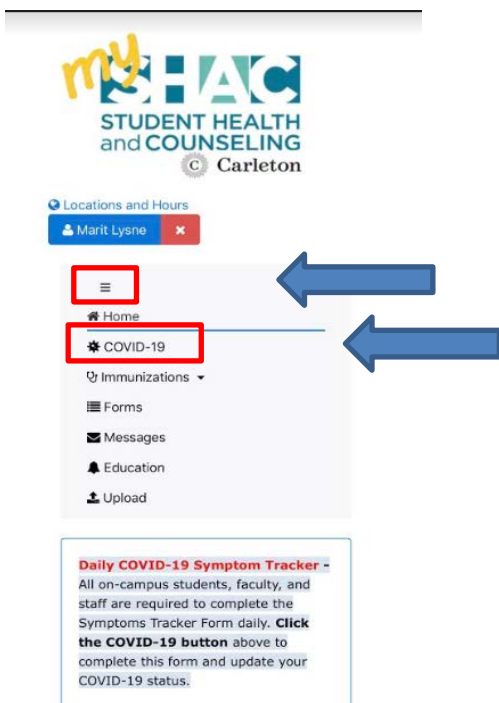 my
SHAC
STUDENT HEALTH
and COUNSELING
C Carleton
Locations and Hours
Marit Lysne
Home
COVID-19
Immunizations
Forms
Messages
Education
Upload
Daily COVID-19 Symptom Tracker -
All on-campus students, faculty, and
staff are required to complete the
Symptoms Tracker Form daily. Click
the COVID-19 button above to
complete this form and update your
COVID-19 status.